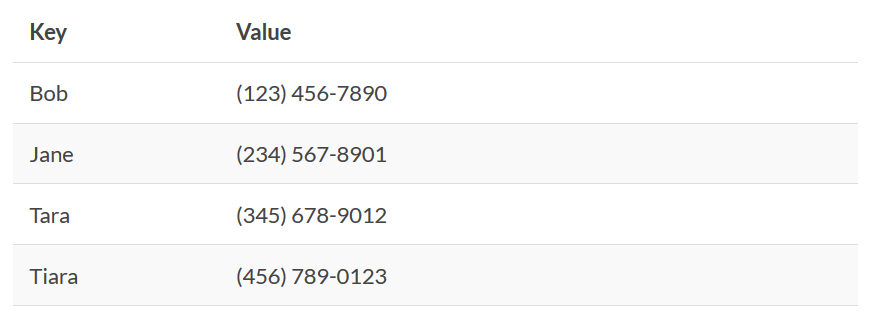 Key Value
Bob (123) 456-7890
Jane (234) 567-8901
Tara (345) 678-9012
Tiara (456) 789-0123